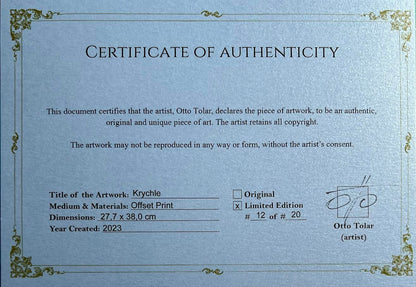 CERTIFICATE OF AUTHENTICITY
This document certifies that the artist, Otto Tolar, declares the piece of artwork, to be an authentic,
original and unique piece of art. The artist retains all copyright.
The artwork may not be reproduced in any way or form, without the artist's consent.
Title of the Artwork: Krychle
Medium & Materials: Offset Print
Dimensions: 27,7 x 38,0 cm
Year Created: 2023
Original
x Limited Edition
# 12 of # 20
Otto Tolar
(artist)